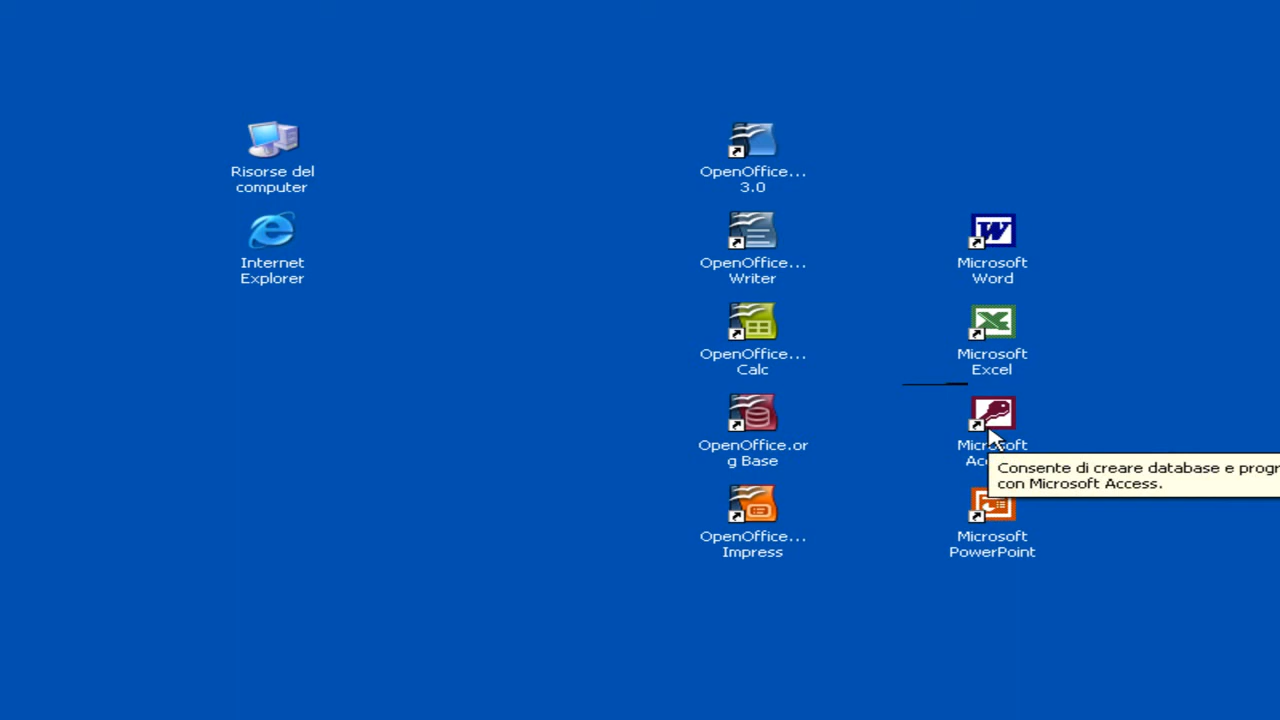 Risorse del
computer
Internet
Explorer
OpenOffice...
3.0
OpenOffice...
Writer
OpenOffice...
Calc
OpenOffice.or
g Base
OpenOffice...
Impress
Microsoft
Word
Microsoft
Excel
Microsoft
Consente di creare database e progr
con Microsoft Access.
Microsoft
PowerPoint